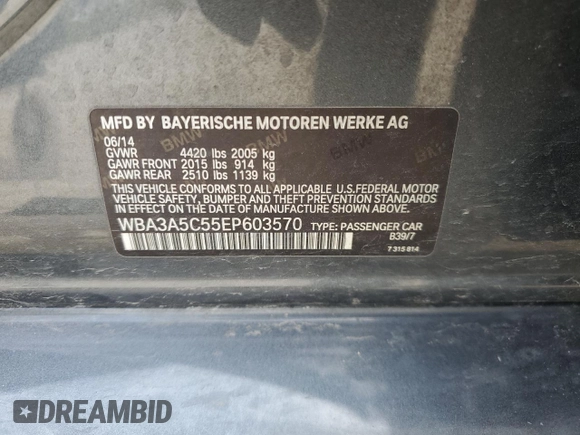 MFD BY BAYERISCHE MOTOREN WERKE AG
06/14
GVWR 4420 lbs 2005 kg
GAWR FRONT 2015 lbs 914 kg
GAWR REAR 2510 lbs 1139 kg
THIS VEHICLE CONFORMS TO ALL APPLICABLE U.S.FEDERAL MOTOR
VEHICLE SAFETY, BUMPER AND THEFT PREVENTION STANDARDS
IN EFFECT ON THE DATE OF MANUFACTURE SHOWN ABOVE.
WBA3A5C55EP603570 TYPE: PASSENGER CAR
B39/7
7 315 814
DREAMBID